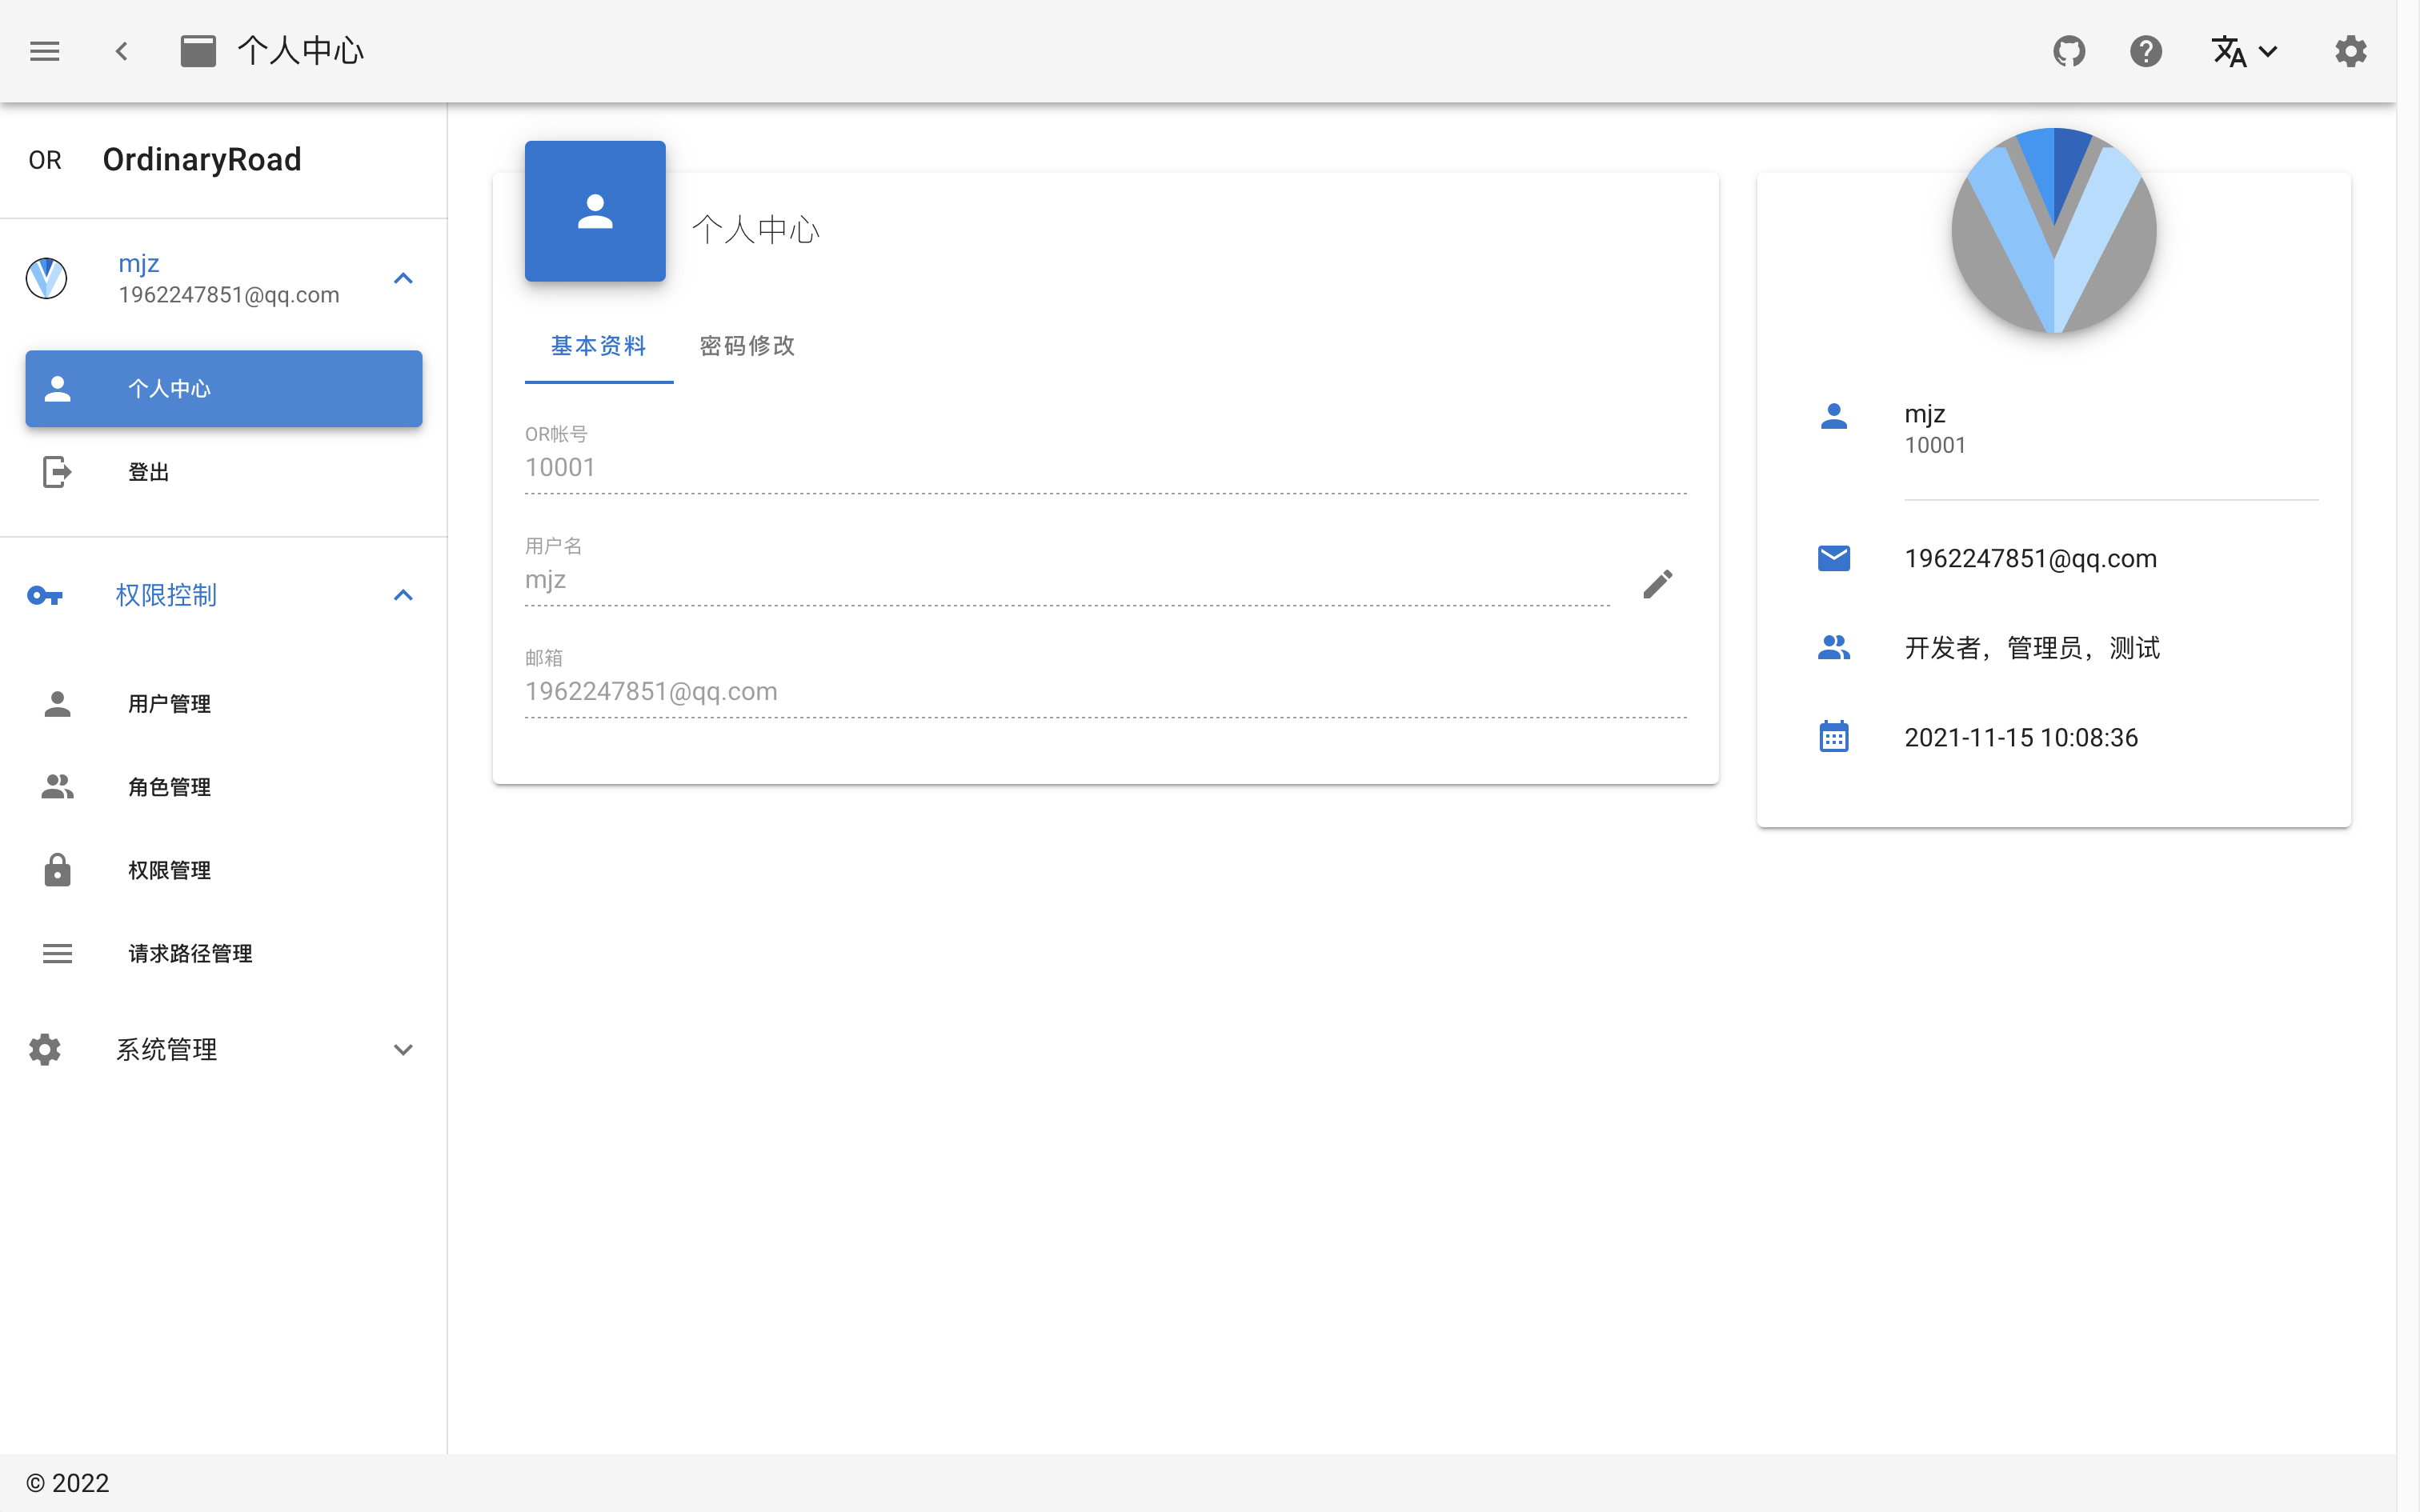 个人中心
OR OrdinaryRoad
mjz
1962247851@qq.com
个人中心
登出
权限控制
用户管理
角色管理
权限管理
请求路径管理
系统管理
个人中心
基本资料 密码修改
OR帐号
10001
用户名
mjz
邮箱
1962247851@qq.com
mjz
10001
1962247851@qq.com
开发者，管理员，测试
2021-11-15 10:08:36
© 2022